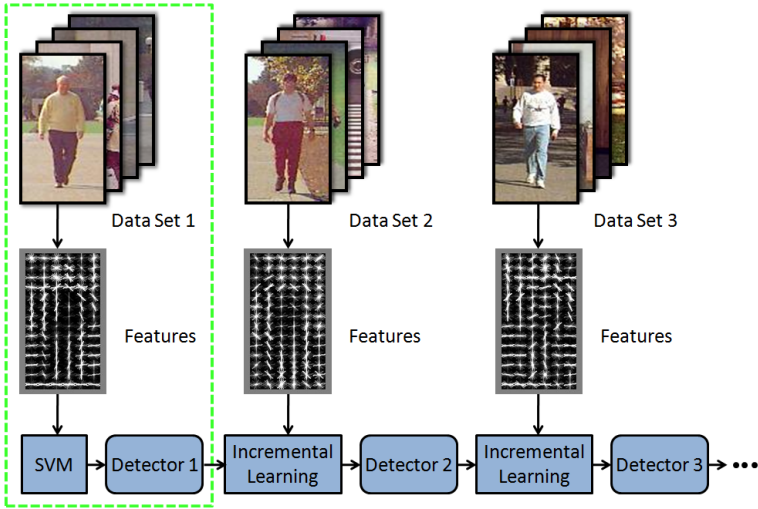 Data Set 1
Data Set 2
Data Set 3
Features
Features
Features
SVM
Detector 1
Incremental
Learning
Detector 2
Incremental
Learning
Detector 3